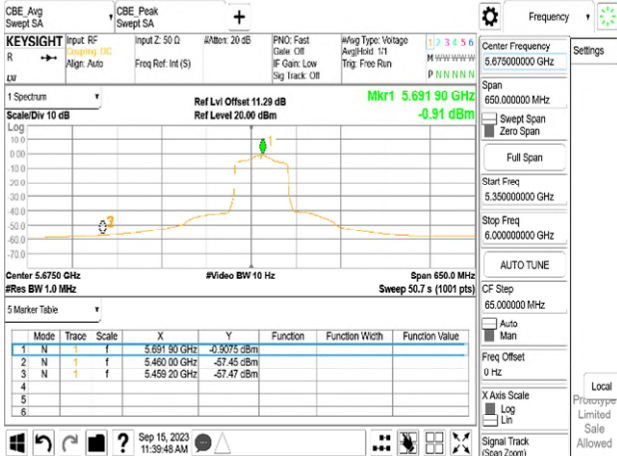 CBE_Avg
Swept SA
CBE_Peak
Swept SA
+
Frequency
KEYSIGHT
R
Input: RF
Coupling: DC
Align: Auto
Input Z: 50 Ω
Freq Ref: Int (S)
#Atten: 20 dB
PNO: Fast
Gate: Off
IF Gain: Low
Sig Track: Off
#Avg Type: Voltage
Avg|Hold: 1/1
Trig: Free Run
1 2 3 4 5 6
M W W W W W
P N N N N N
Center Frequency
5.675000000 GHz
Settings
Span
650.000000 MHz
Swept Span
Zero Span
Full Span
Start Freq
5.350000000 GHz
Stop Freq
6.000000000 GHz
AUTO TUNE
CF Step
65.000000 MHz
Auto
Man
Freq Offset
0 Hz
X Axis Scale
Log
Lin
Signal Track
(Span Zoom)
Local
Prototype
Limited
Sale
Allowed
1 Spectrum
Scale/Div 10 dB
Ref Lvl Offset 11.29 dB
Ref Level 20.00 dBm
Mkr1 5.691 90 GHz
-0.91 dBm
Log
10.0
0.00
-10.0
-20.0
-30.0
-40.0
-50.0
-60.0
-70.0
1
3
Center 5.6750 GHz
#Res BW 1.0 MHz
#Video BW 10 Hz
Span 650.0 MHz
Sweep 50.7 s (1001 pts)
5 Marker Table
Mode Trace Scale X Y Function Function Width Function Value
1 N 1 f 5.691 90 GHz -0.9075 dBm
2 N 1 f 5.460 00 GHz -57.45 dBm
3 N 1 f 5.459 20 GHz -57.47 dBm
4
5
6
?
Sep 15, 2023
11:39:48 AM